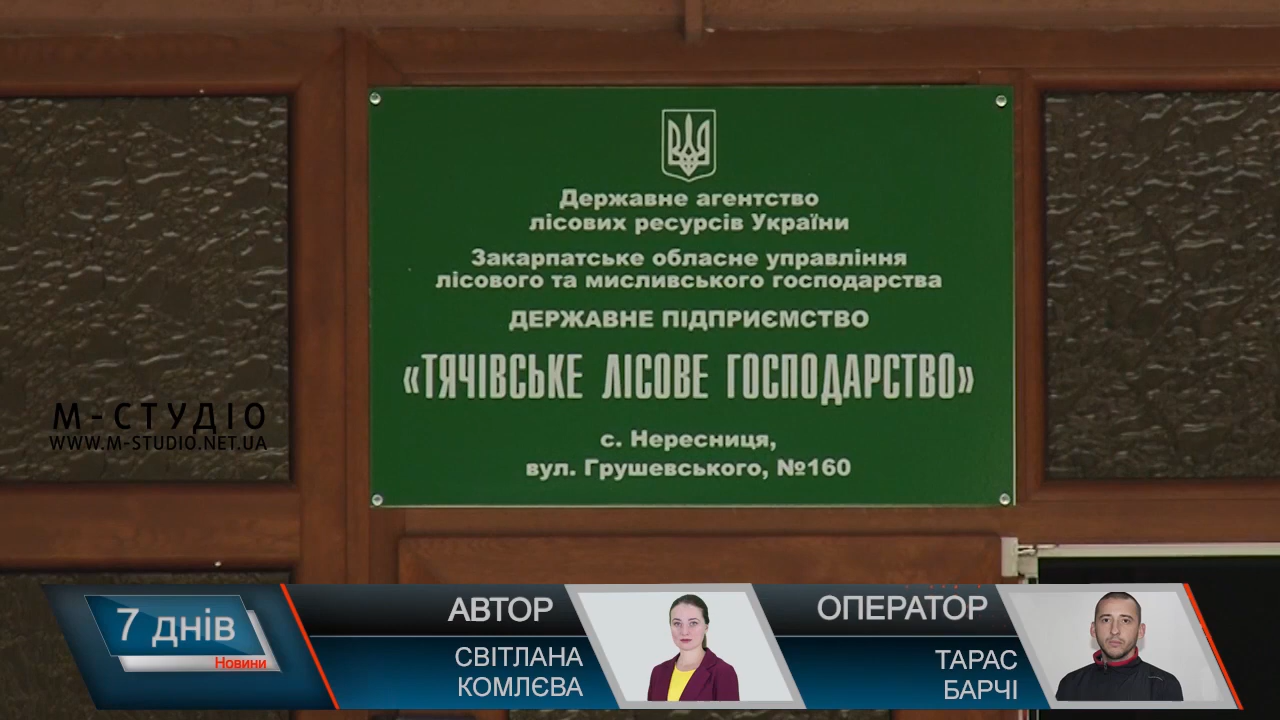 Державне агентство
лісових ресурсів України
Закарпатське обласне управління
лісового та мисливського господарства
ДЕРЖАВНЕ ПІДПРИЄМСТВО
«ТЯЧІВСЬКЕ ЛІСОВЕ ГОСПОДАРСТВО»
с. Нересниця,
вул. Грушевського, №160
М-СТУДІО
WWW.M-STUDIO.NET.UA
7 днів
Новини
АВТОР
СВІТЛАНА
КОМЛЄВА
ОПЕРАТОР
ТАРАС
БАРЧІ